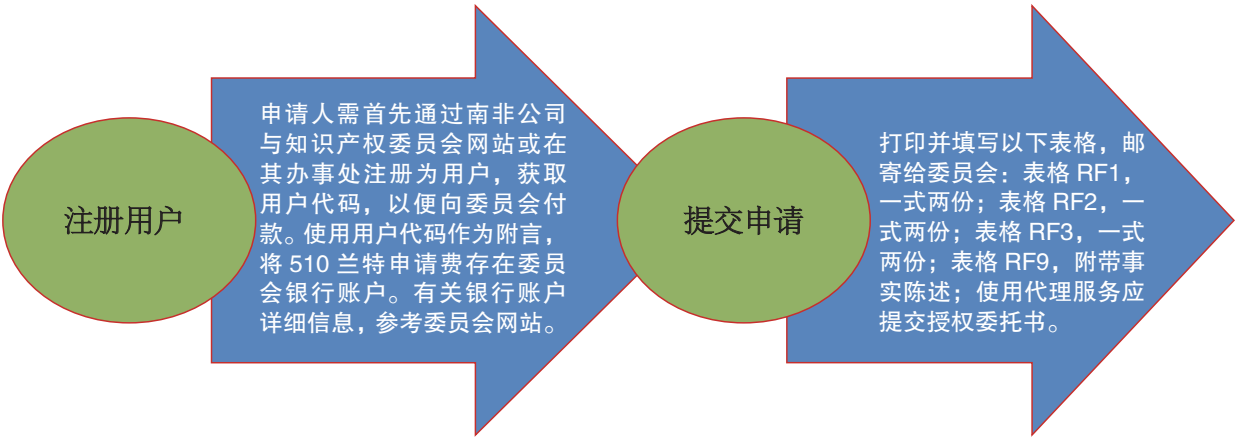 注册用户
申请人需首先通过南非公司
与知识产权委员会网站或在
其办事处注册为用户，获取
用户代码，以便向委员会付
款。使用用户代码作为附言，
将 510 兰特申请费存在委员
会银行账户。有关银行账户
详细信息，参考委员会网站。
提交申请
打印并填写以下表格，邮
寄给委员会：表格 RF1，
一式两份；表格 RF2，一
式两份；表格 RF3，一式
两份；表格 RF9，附带事
实陈述；使用代理服务应
提交授权委托书。